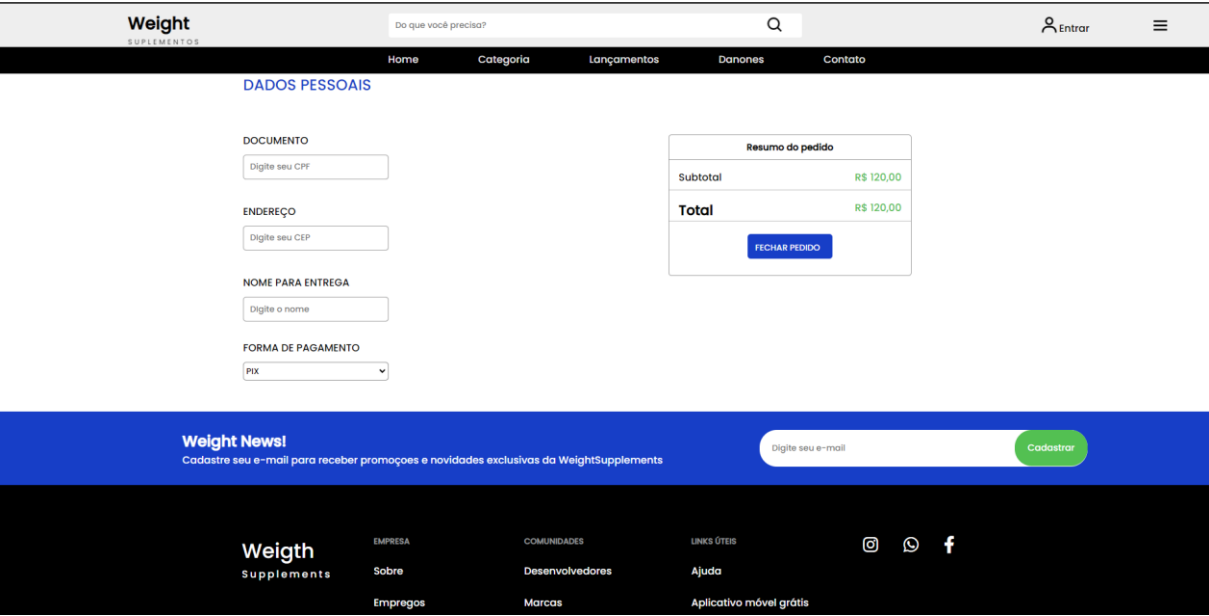 Weight
SUPLEMENTOS
Do que você precisa?
Entrar
Home Categoria Lançamentos Danones Contato
DADOS PESSOAIS
DOCUMENTO
Digite seu CPF
ENDEREÇO
Digite seu CEP
NOME PARA ENTREGA
Digite o nome
FORMA DE PAGAMENTO
PIX
Resumo do pedido
Subtotal R$ 120,00
Total R$ 120,00
FECHAR PEDIDO
Weight News!
Cadastre seu e-mail para receber promoçoes e novidades exclusivas da WeightSupplements
Digite seu e-mail
Cadastrar
Weigth
Supplements
EMPRESA
Sobre
Empregos
COMUNIDADES
Desenvolvedores
Marcas
LINKS ÚTEIS
Ajuda
Aplicativo móvel grátis